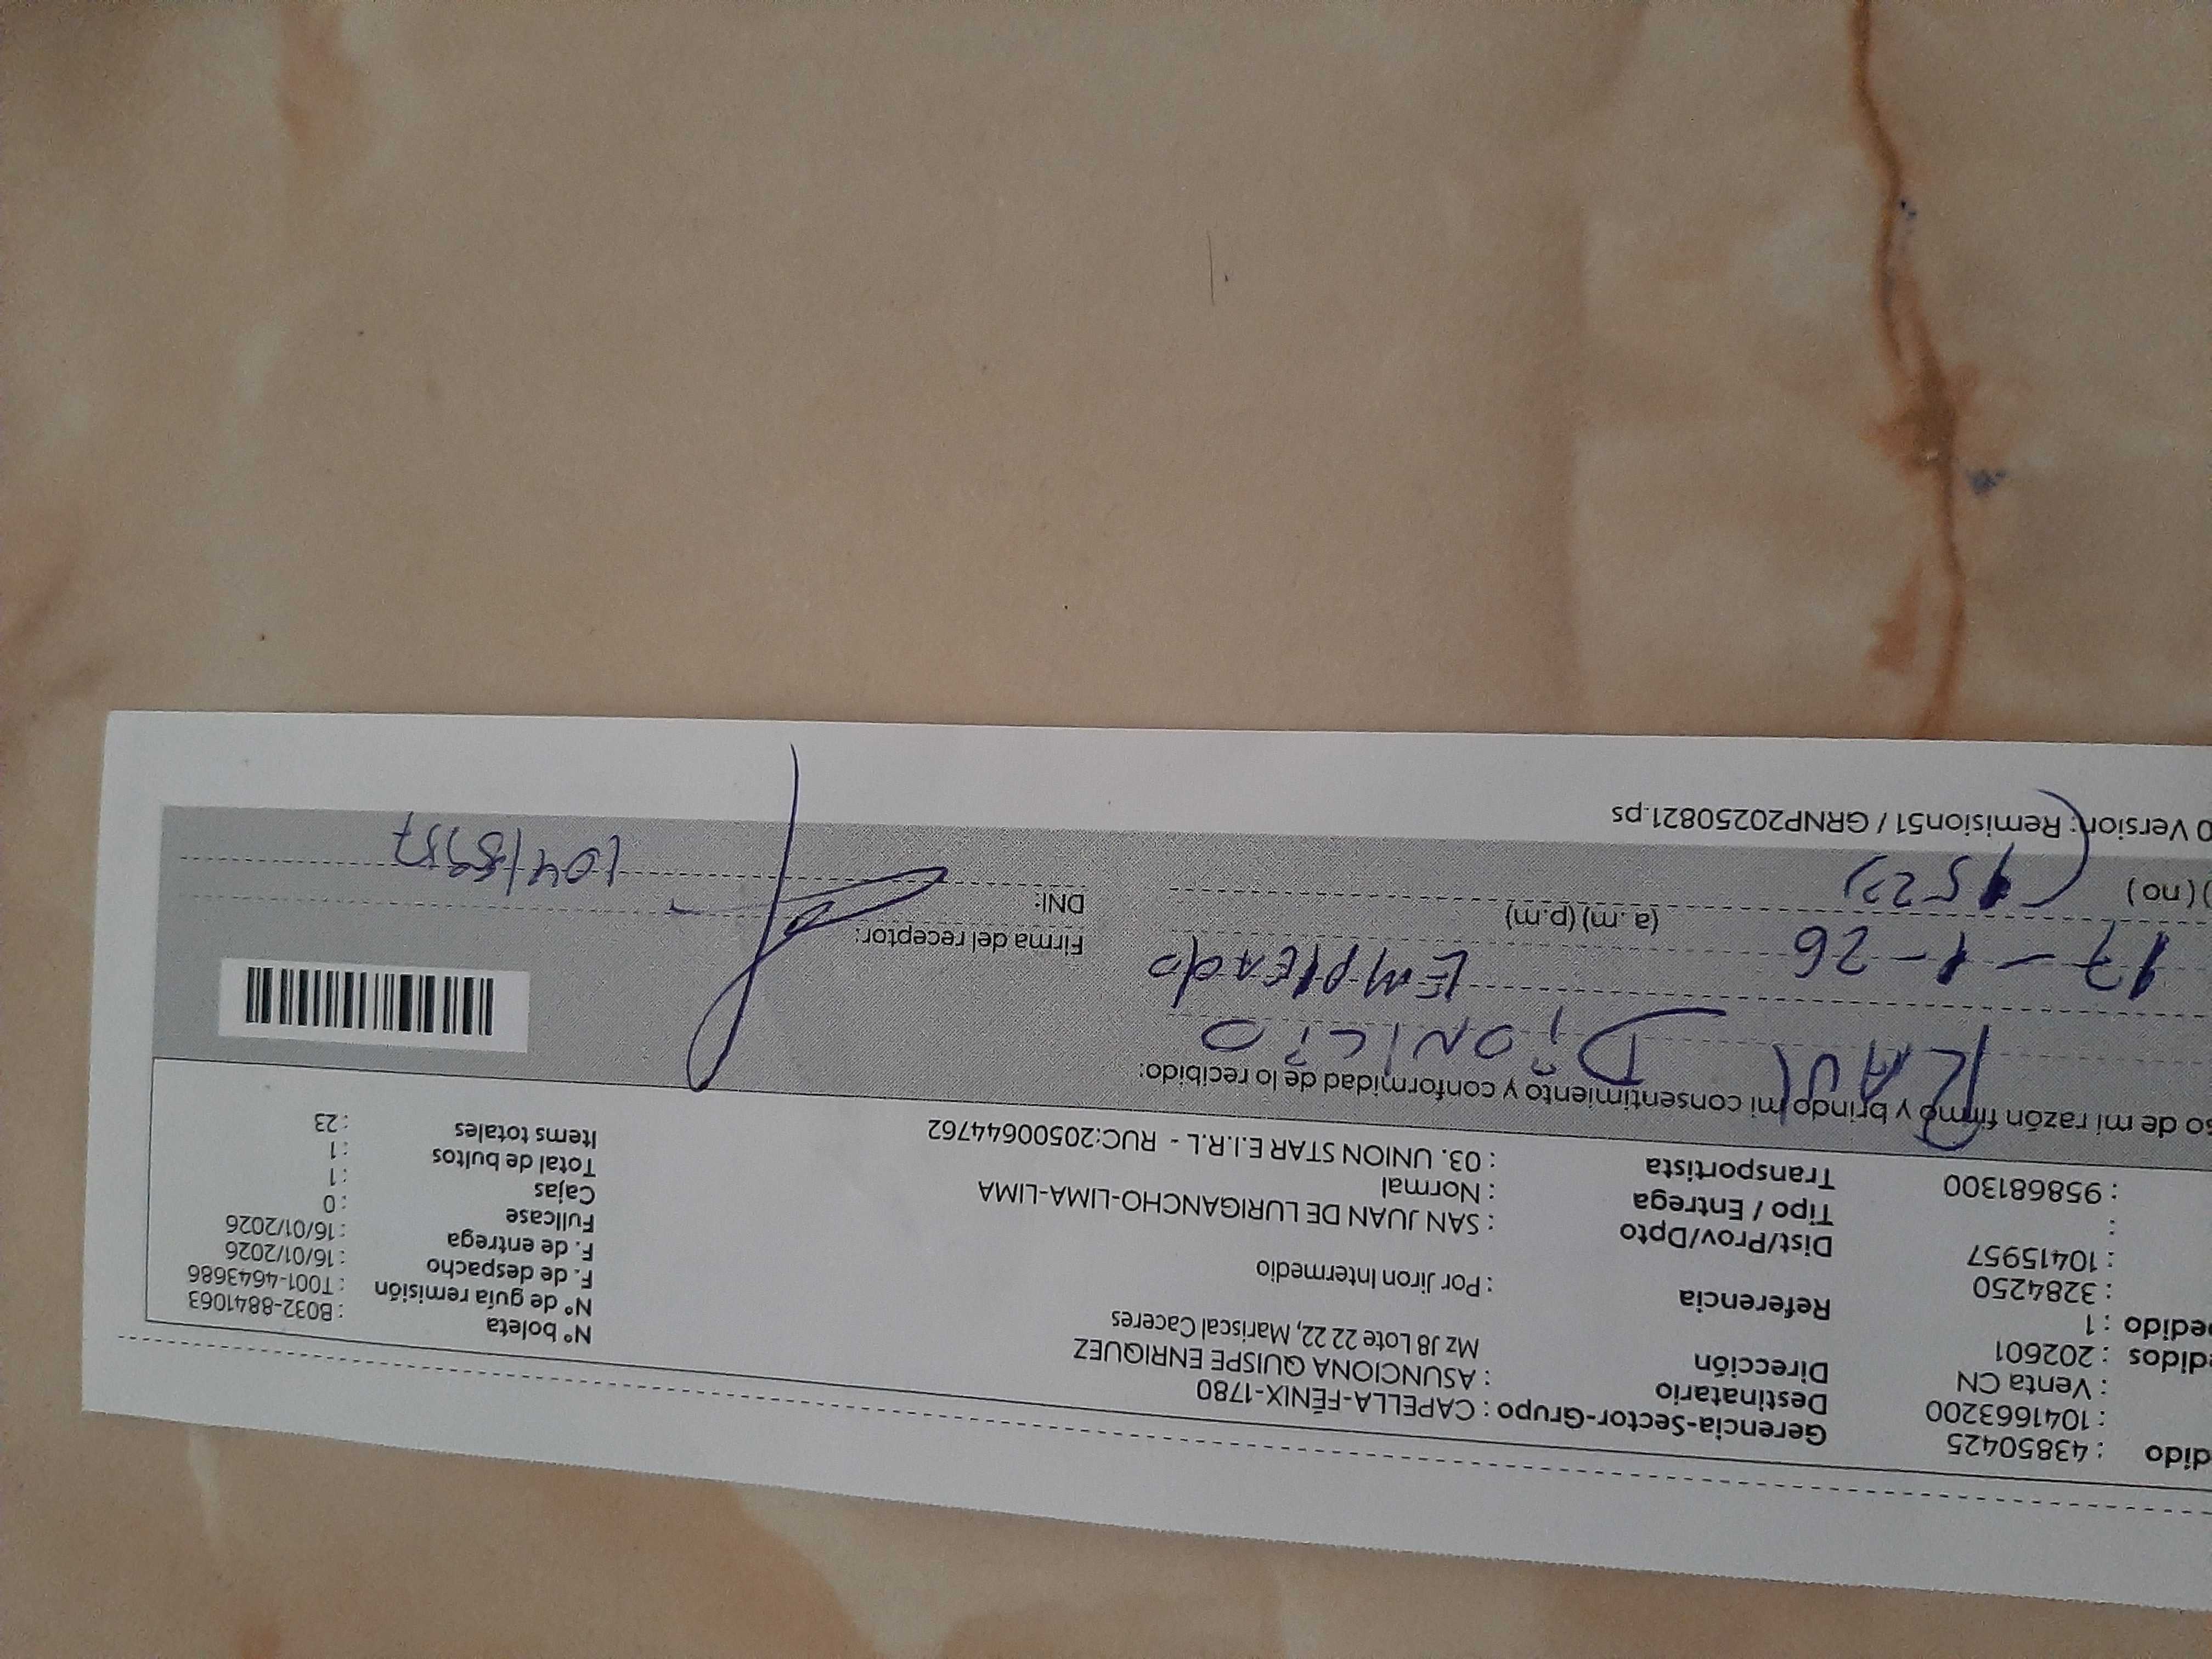 dido : 43850425 Gerencia-Sector-Grupo : CAPELLA-FÉNIX-1780 N° boleta : B032-8841063
: 1041663200 Destinatario : ASUNCIONA QUISPE ENRIQUEZ N° de guía remisión : T001-4643686
: Venta CN Dirección Mz J8 Lote 22 22, Mariscal Caceres F. de despacho : 16/01/2026
edidos : 202601 F. de entrega : 16/01/2026
edido : 1 Referencia : Por Jiron Intermedio Fullcase : 0
: 3284250 Cajas : 1
: 10415957 Dist/Prov/Dpto : SAN JUAN DE LURIGANCHO-LIMA-LIMA Total de bultos : 1
: Tipo / Entrega : Normal Items totales : 23
: 958681300 Transportista : 03. UNION STAR E.I.R.L - RUC:20500644762
so de mi razón firmo y brindo mi consentimiento y conformidad de lo recibido:
RAUl DiONiCiO
17-1-26 EMPlEAdo Firma del receptor:
(a.m) (p.m)
) (no) DNI: 10415957
0 Version: Remision51 / GRNP20250821.ps